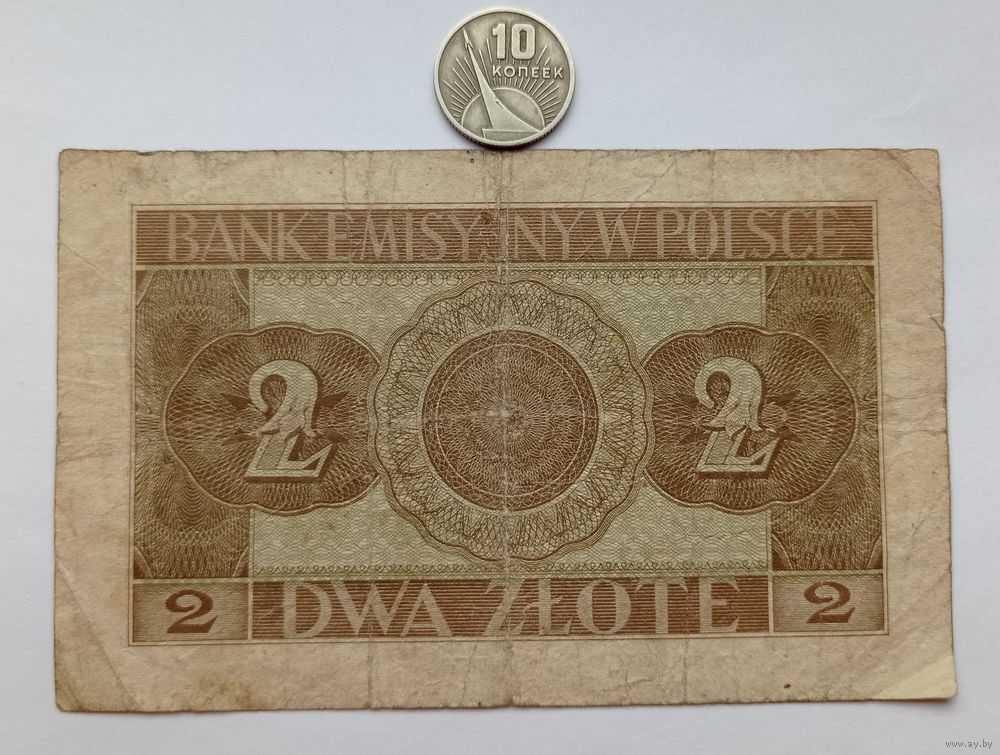 10
КОПЕЕК
BANK EMISYJNY W POLSCE
2 2
2 DWA ZŁOTE 2
www.ay.by